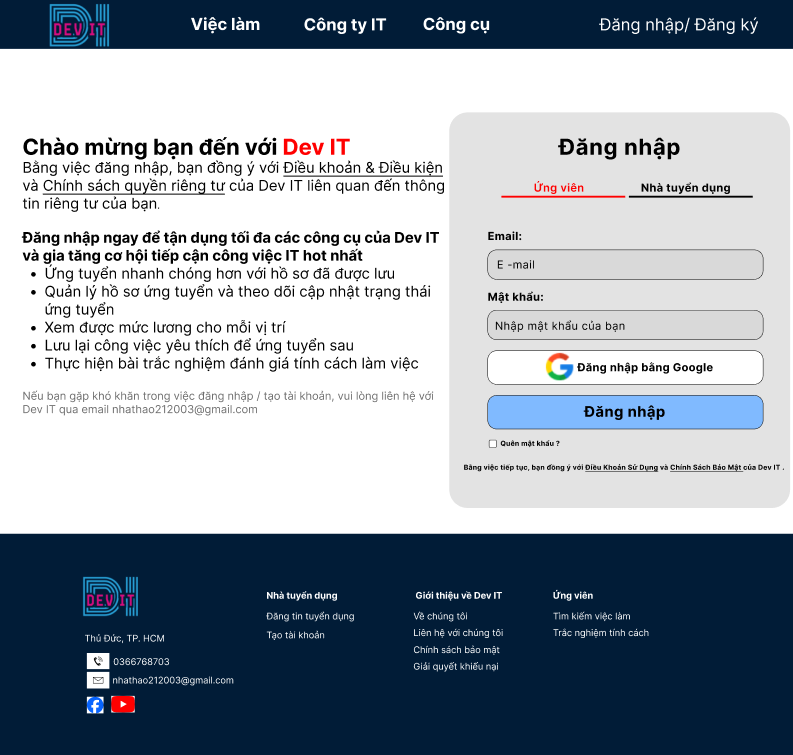 DEV IT
Việc làm
Công ty IT
Công cụ
Đăng nhập/ Đăng ký
Chào mừng bạn đến với Dev IT
Bằng việc đăng nhập, bạn đồng ý với Điều khoản & Điều kiện
và Chính sách quyền riêng tư của Dev IT liên quan đến thông
tin riêng tư của bạn.
Đăng nhập ngay để tận dụng tối đa các công cụ của Dev IT
và gia tăng cơ hội tiếp cận công việc IT hot nhất
• Ứng tuyển nhanh chóng hơn với hồ sơ đã được lưu
• Quản lý hồ sơ ứng tuyển và theo dõi cập nhật trạng thái
ứng tuyển
• Xem được mức lương cho mỗi vị trí
• Lưu lại công việc yêu thích để ứng tuyển sau
• Thực hiện bài trắc nghiệm đánh giá tính cách làm việc
Nếu bạn gặp khó khăn trong việc đăng nhập / tạo tài khoản, vui lòng liên hệ với
Dev IT qua email nhathao212003@gmail.com
Đăng nhập
Ứng viên
Nhà tuyển dụng
Email:
E -mail
Mật khẩu:
Nhập mật khẩu của bạn
Đăng nhập bằng Google
Đăng nhập
Quên mật khẩu ?
Bằng việc tiếp tục, bạn đồng ý với Điều Khoản Sử Dụng và Chính Sách Bảo Mật của Dev IT .
DEV IT
Thủ Đức, TP. HCM
0366768703
nhathao212003@gmail.com
Nhà tuyển dụng
Đăng tin tuyển dụng
Tạo tài khoản
Giới thiệu về Dev IT
Về chúng tôi
Liên hệ với chúng tôi
Chính sách bảo mật
Giải quyết khiếu nại
Ứng viên
Tìm kiếm việc làm
Trắc nghiệm tính cách